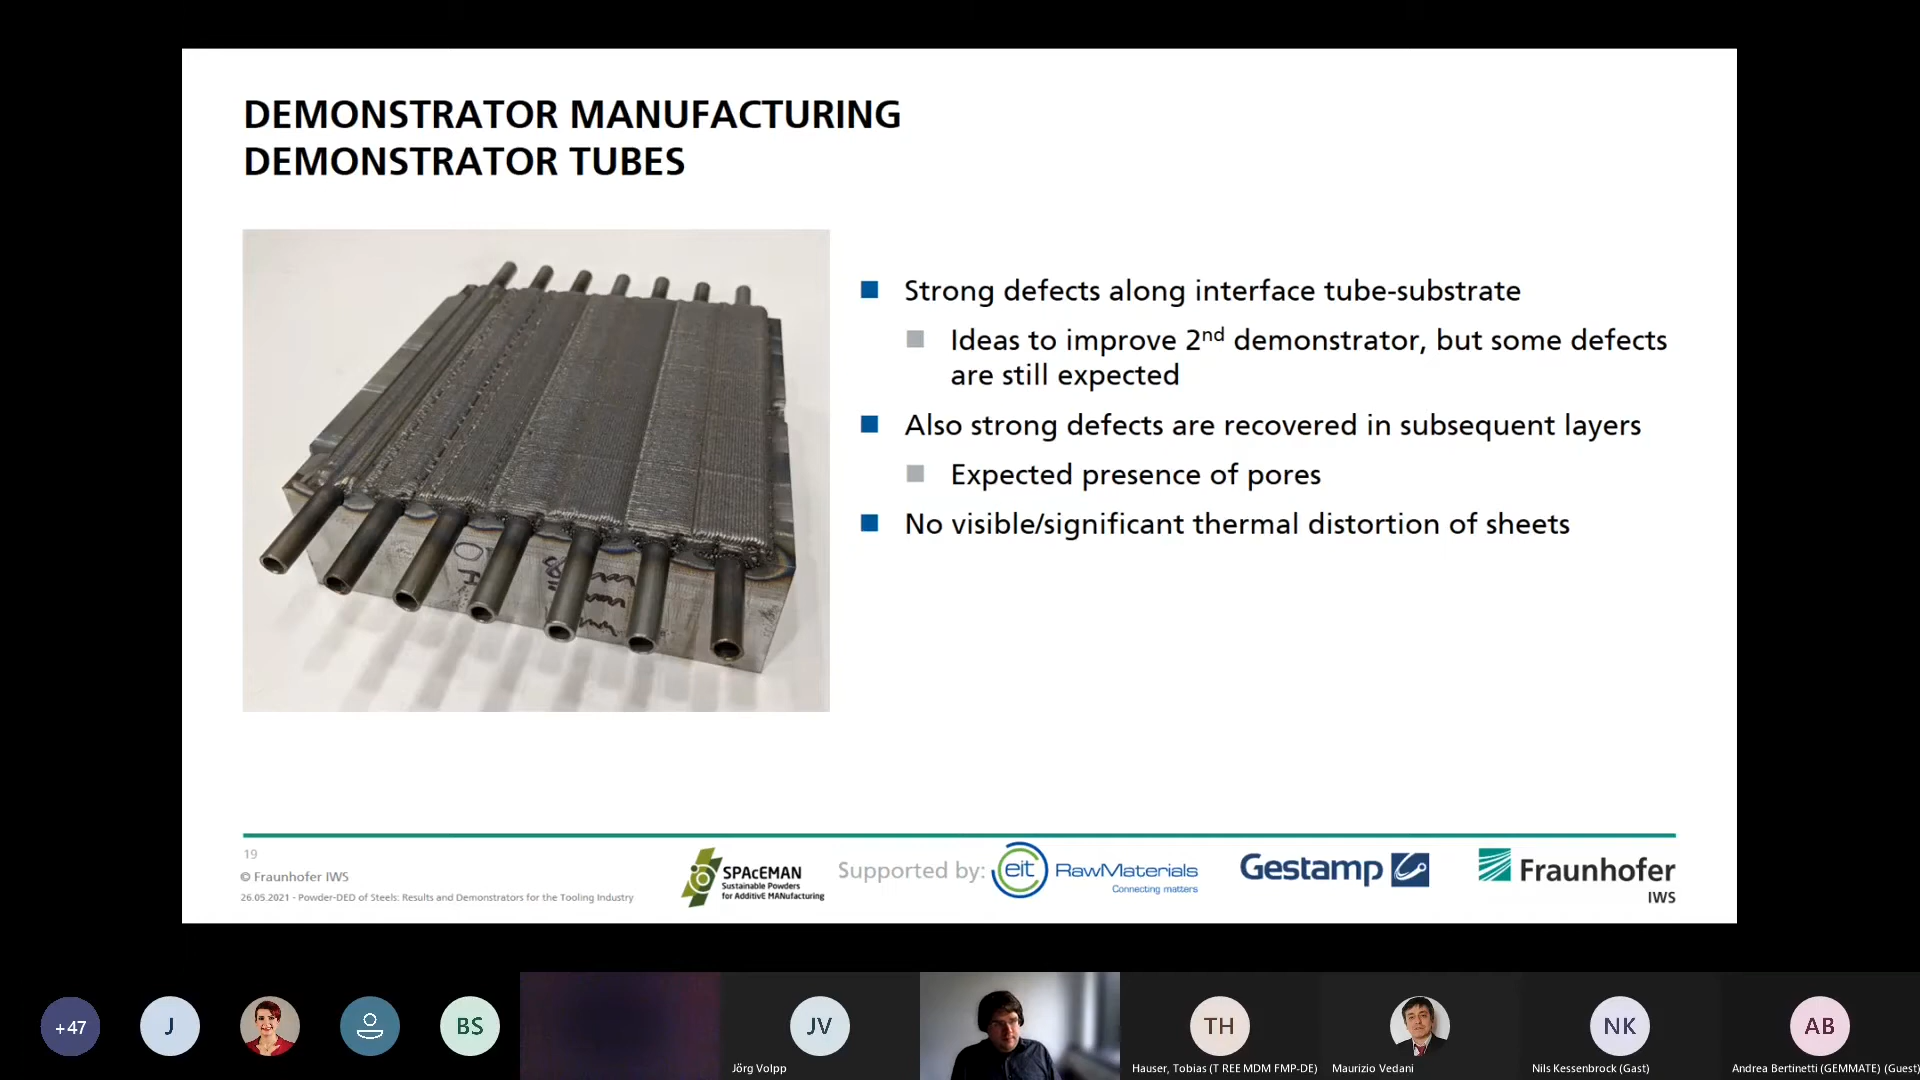 DEMONSTRATOR MANUFACTURING
DEMONSTRATOR TUBES
Strong defects along interface tube-substrate
Ideas to improve 2nd demonstrator, but some defects
are still expected
Also strong defects are recovered in subsequent layers
Expected presence of pores
No visible/significant thermal distortion of sheets
19
© Fraunhofer IWS
26.05.2021 - Powder-DED of Steels: Results and Demonstrators for the Tooling Industry
SPAcEMAN
Sustainable Powders
for AdditivE MANufacturing
Supported by:
eit RawMaterials
Connecting matters
Gestamp
Fraunhofer
IWS
+47
J
BS
JV
Jörg Volpp
TH
Hauser, Tobias (T REE MDM FMP-DE)
Maurizio Vedani
NK
Nils Kessenbrock (Gast)
AB
Andrea Bertinetti (GEMMATE) (Guest)